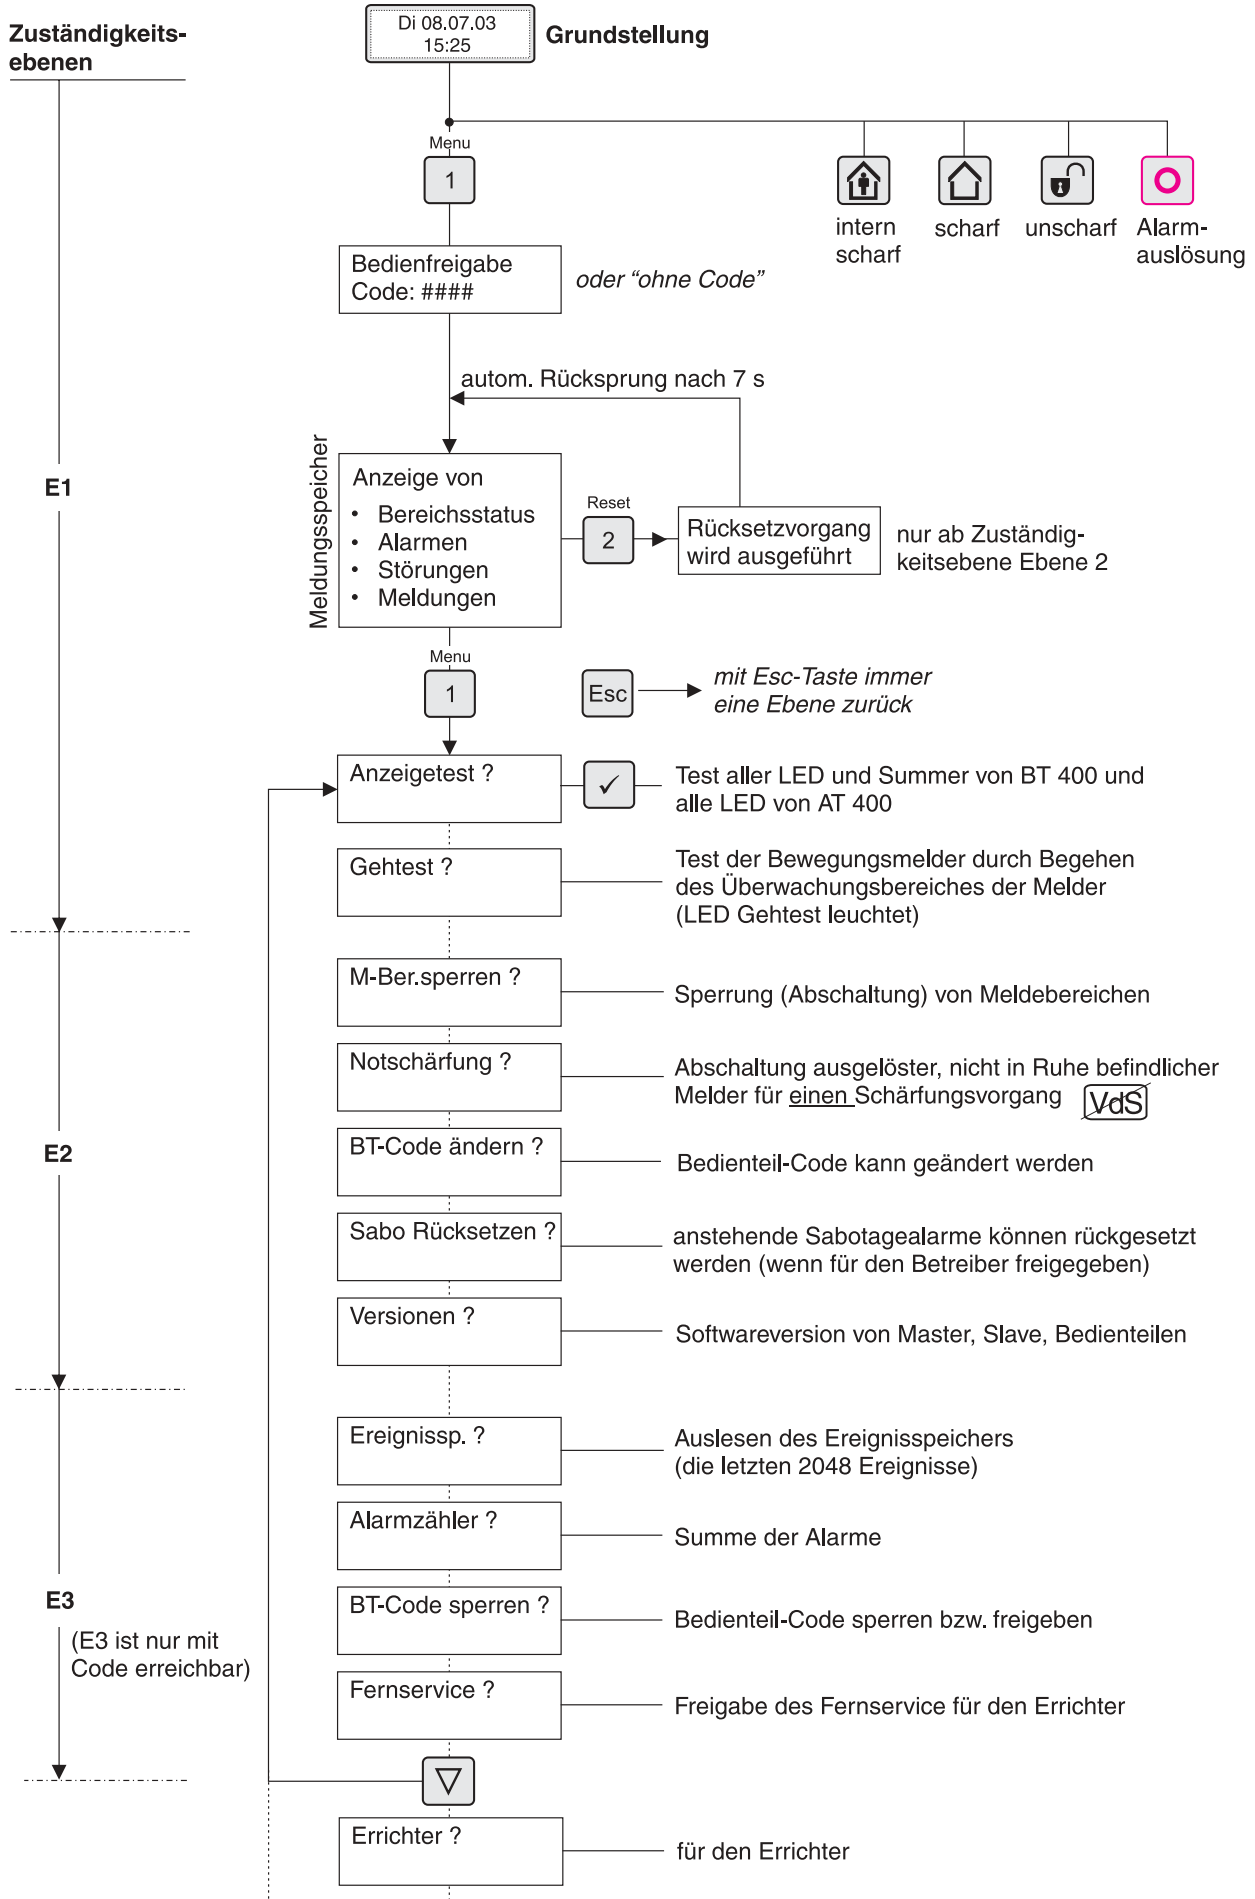 Zuständigkeits-
ebenen
Di 08.07.03
15:25
Grundstellung
Menu
1
intern
scharf
scharf
unscharf
Alarm-
auslösung
Bedienfreigabe
Code: ####
oder “ohne Code”
autom. Rücksprung nach 7 s
Meldungsspeicher
Anzeige von
• Bereichsstatus
• Alarmen
• Störungen
• Meldungen
Reset
2
Rücksetzvorgang
wird ausgeführt
nur ab Zuständig-
keitsebene Ebene 2
E1
Menu
1
Esc
mit Esc-Taste immer
eine Ebene zurück
Anzeigetest ?
✓
Test aller LED und Summer von BT 400 und
alle LED von AT 400
Gehtest ?
Test der Bewegungsmelder durch Begehen
des Überwachungsbereiches der Melder
(LED Gehtest leuchtet)
M-Ber.sperren ?
Sperrung (Abschaltung) von Meldebereichen
Notschärfung ?
Abschaltung ausgelöster, nicht in Ruhe befindlicher
Melder für einen Schärfungsvorgang
VdS
E2
BT-Code ändern ?
Bedienteil-Code kann geändert werden
Sabo Rücksetzen ?
anstehende Sabotagealarme können rückgesetzt
werden (wenn für den Betreiber freigegeben)
Versionen ?
Softwareversion von Master, Slave, Bedienteilen
Ereignissp. ?
Auslesen des Ereignisspeichers
(die letzten 2048 Ereignisse)
Alarmzähler ?
Summe der Alarme
E3
(E3 ist nur mit
Code erreichbar)
BT-Code sperren ?
Bedienteil-Code sperren bzw. freigeben
Fernservice ?
Freigabe des Fernservice für den Errichter
Errichter ?
für den Errichter